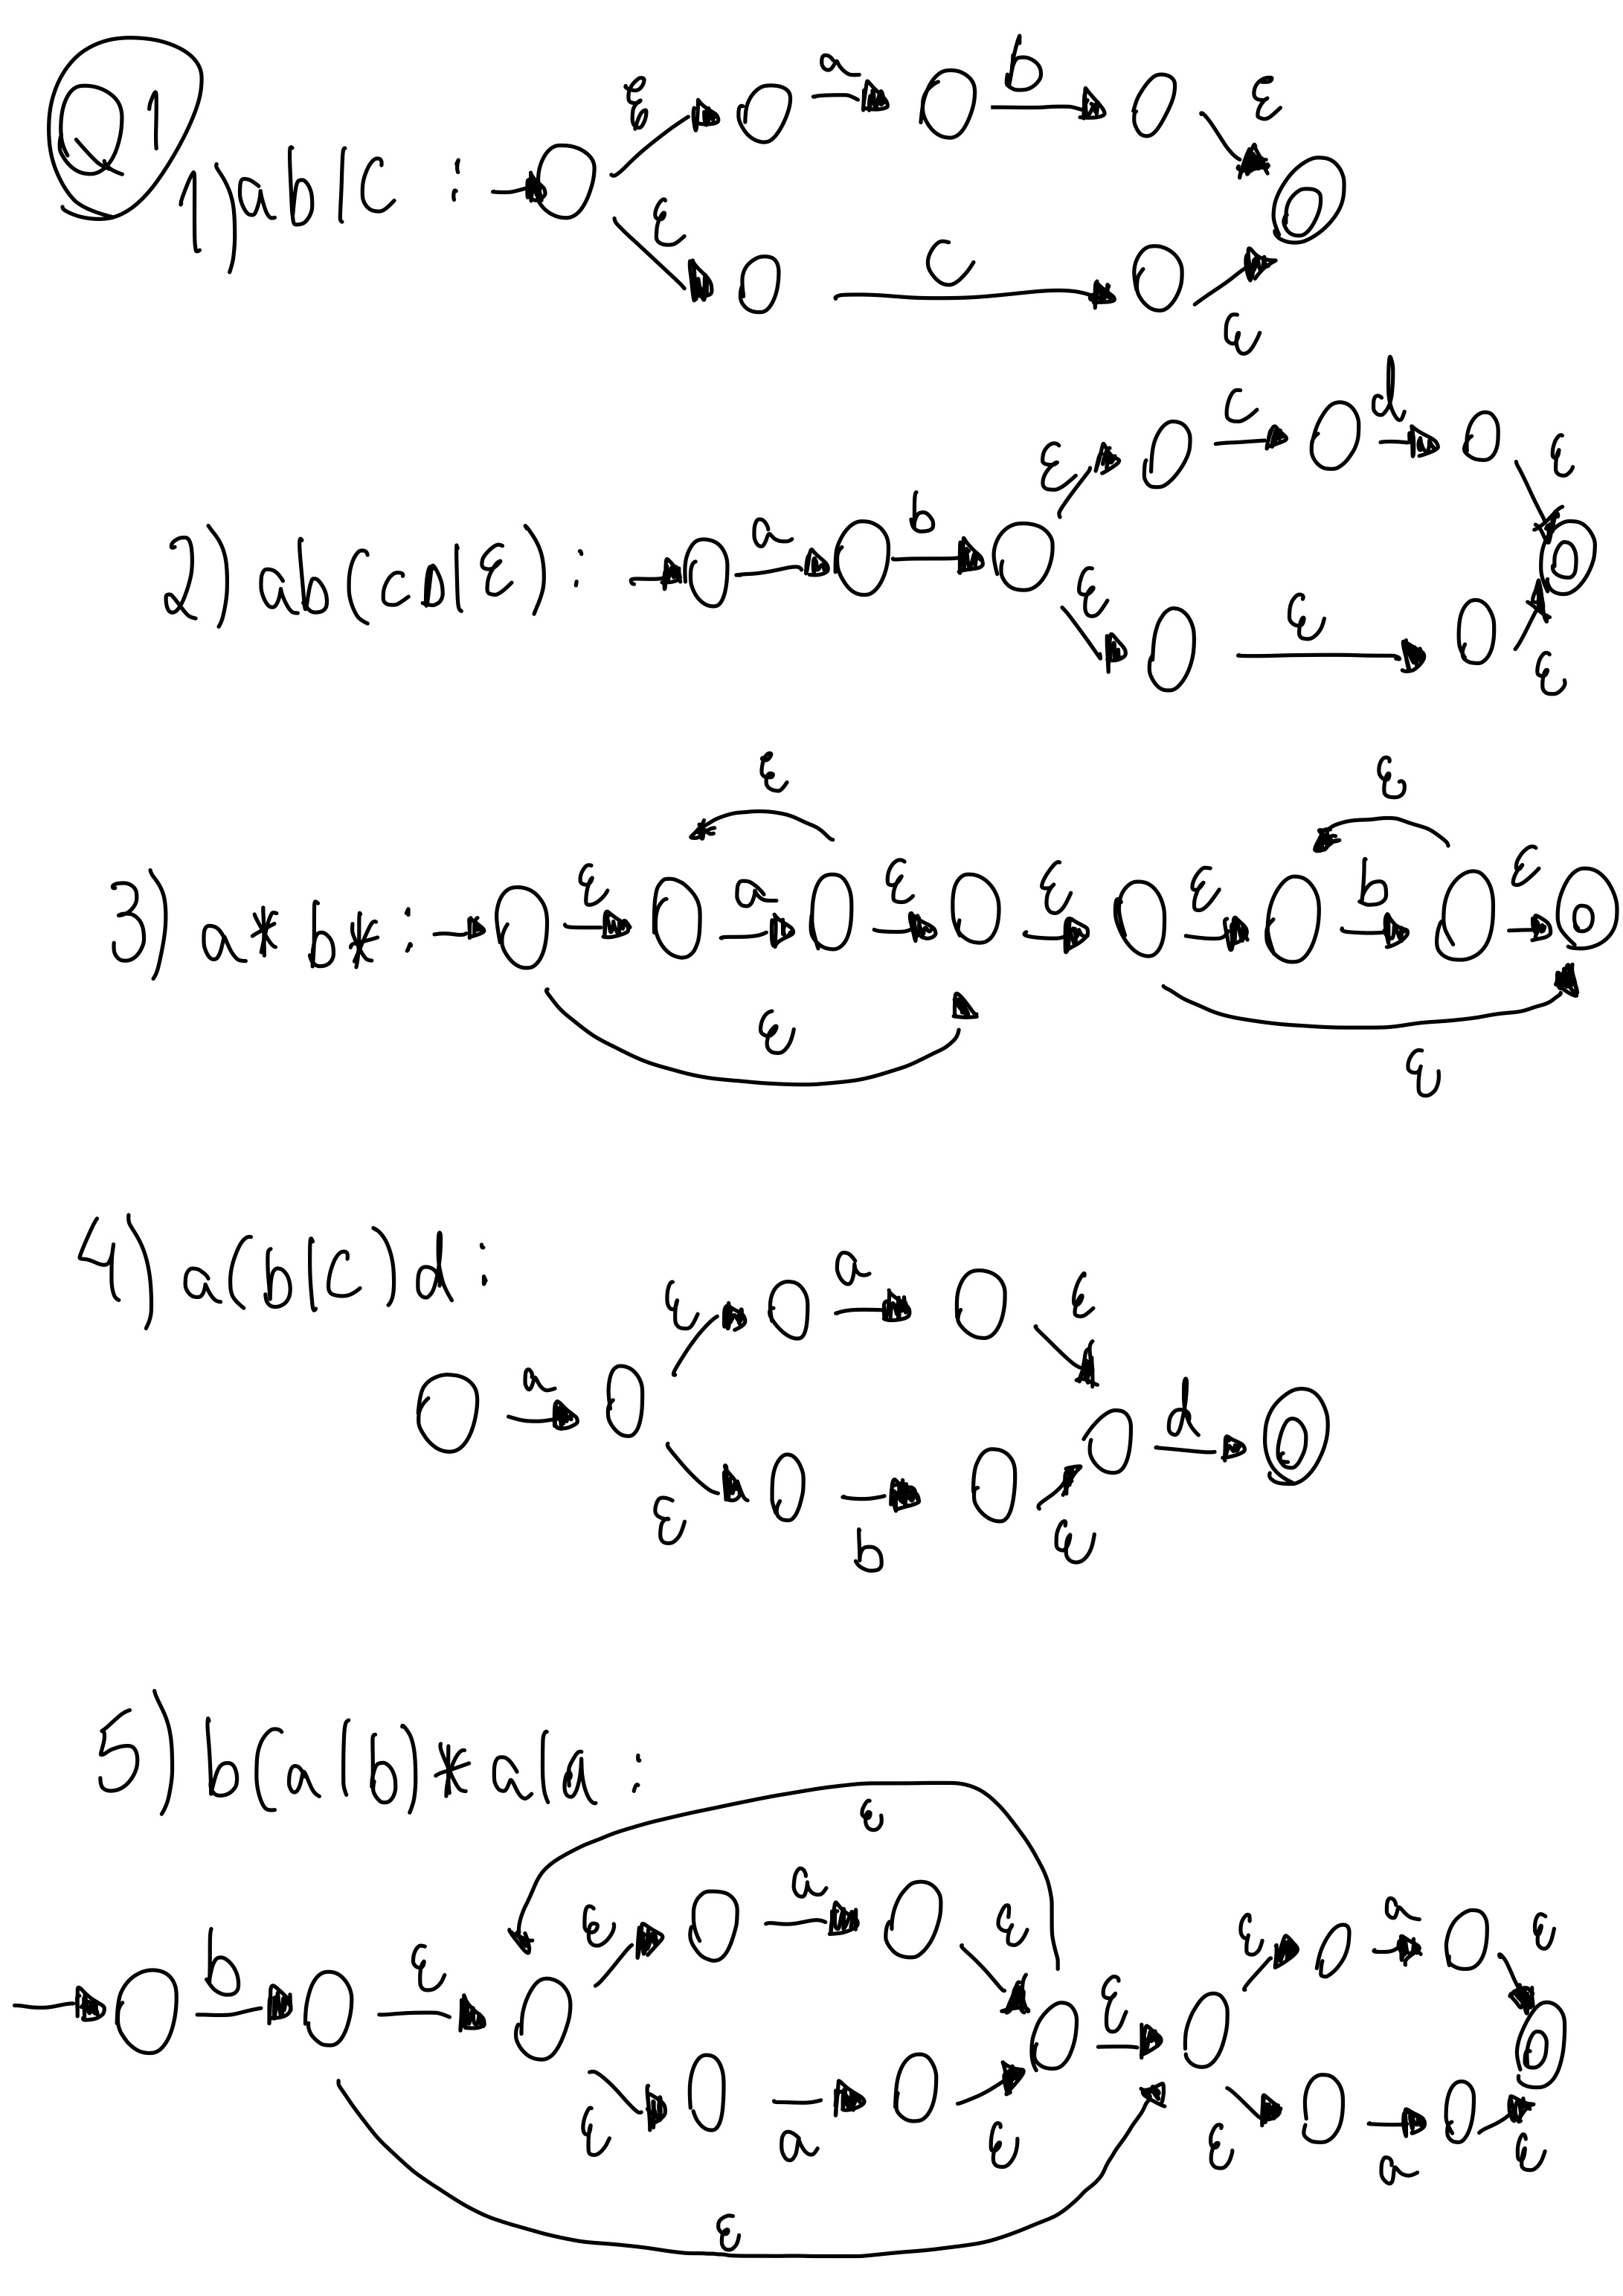 Q1
1) ab|c :
ε a b ε
ε c ε
2) ab(cd|ε) :
a b ε c d ε
ε ε ε
3) a*b* :
ε ε
ε a ε ε ε b ε
ε ε
4) a(b|c)d :
ε a ε
a d
ε b ε
5) b(a|b)*a|a :
ε
ε a ε ε a ε
b ε ε
ε a ε ε a ε
ε